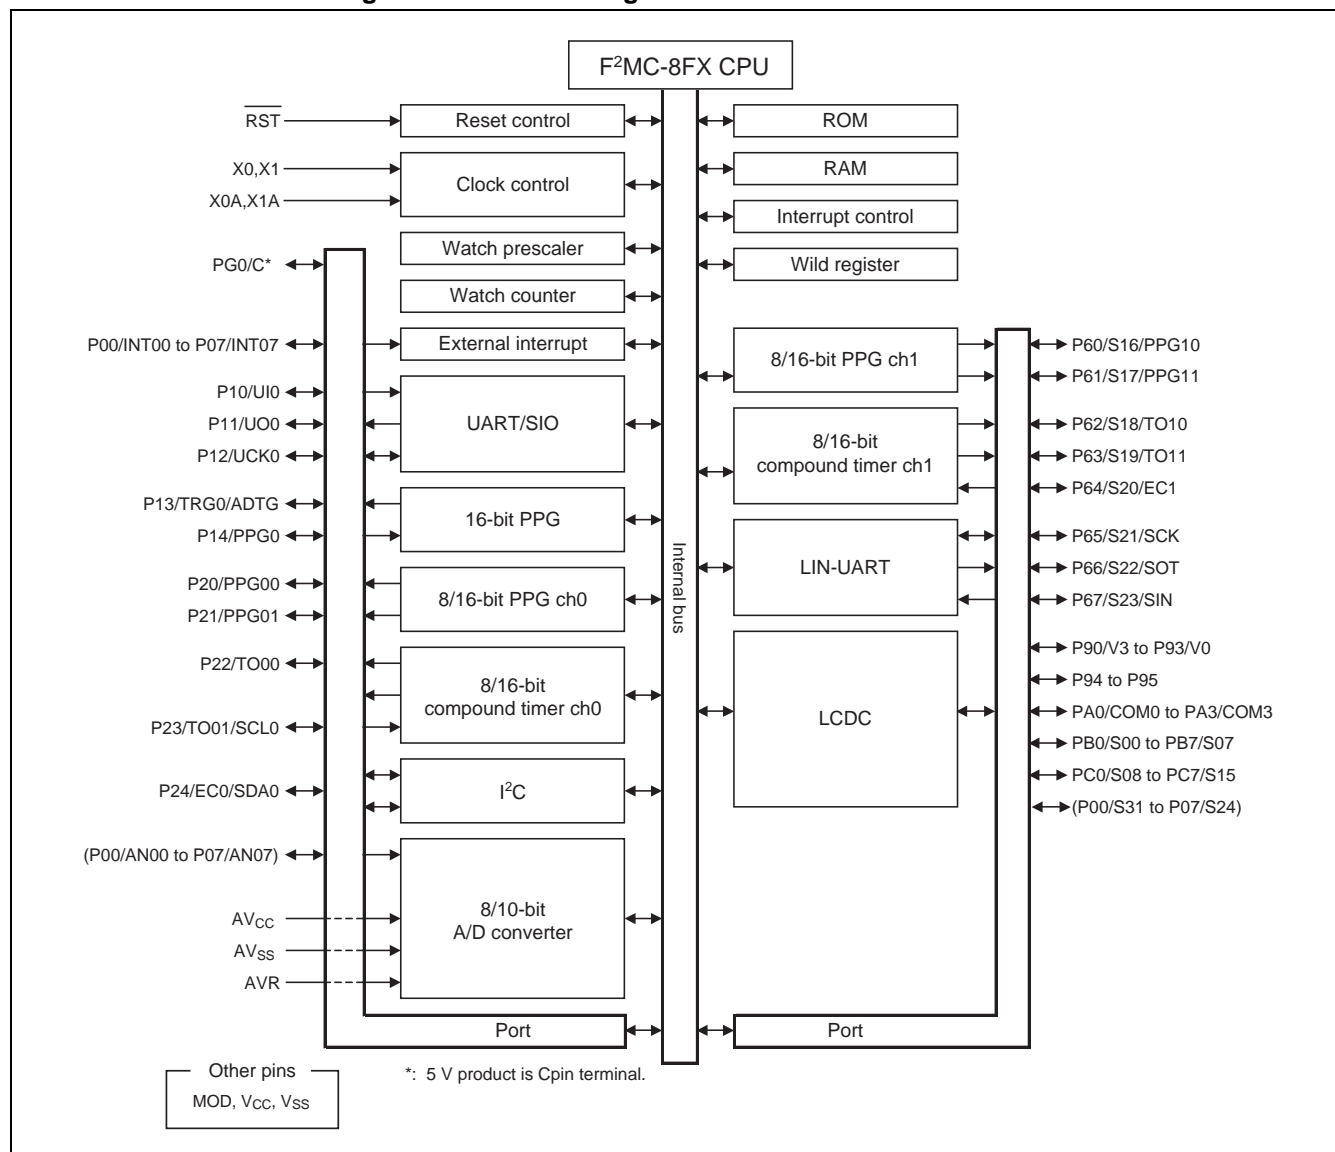 F²MC-8FX CPU
RST
Reset control
ROM
X0,X1
X0A,X1A
Clock control
RAM
Interrupt control
Watch prescaler
Wild register
PG0/C*
Watch counter
P00/INT00 to P07/INT07
External interrupt
8/16-bit PPG ch1
P60/S16/PPG10
P61/S17/PPG11
P10/UI0
P11/UO0
P12/UCK0
UART/SIO
8/16-bit
compound timer ch1
P62/S18/TO10
P63/S19/TO11
P64/S20/EC1
P13/TRG0/ADTG
P14/PPG0
16-bit PPG
Internal bus
LIN-UART
P65/S21/SCK
P66/S22/SOT
P67/S23/SIN
P20/PPG00
P21/PPG01
8/16-bit PPG ch0
P22/TO00
P23/TO01/SCL0
8/16-bit
compound timer ch0
LCDC
P90/V3 to P93/V0
P94 to P95
PA0/COM0 to PA3/COM3
PB0/S00 to PB7/S07
PC0/S08 to PC7/S15
(P00/S31 to P07/S24)
P24/EC0/SDA0
I²C
(P00/AN00 to P07/AN07)
AVCC
AVSS
AVR
8/10-bit
A/D converter
Port
Port
Other pins
MOD, VCC, VSS
*: 5 V product is Cpin terminal.